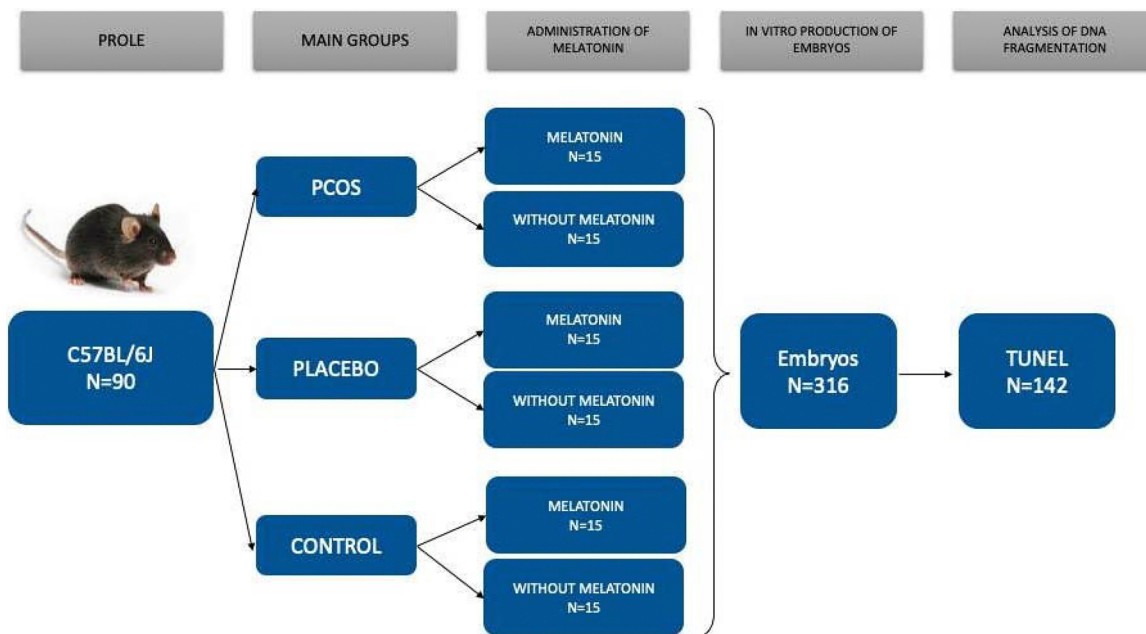 PROLE
MAIN GROUPS
ADMINISTRATION OF
MELATONIN
IN VITRO PRODUCTION OF
EMBRYOS
ANALYSIS OF DNA
FRAGMENTATION
C57BL/6J
N=90
PCOS
PLACEBO
CONTROL
MELATONIN
N=15
WITHOUT MELATONIN
N=15
MELATONIN
N=15
WITHOUT MELATONIN
N=15
MELATONIN
N=15
WITHOUT MELATONIN
N=15
Embryos
N=316
TUNEL
N=142